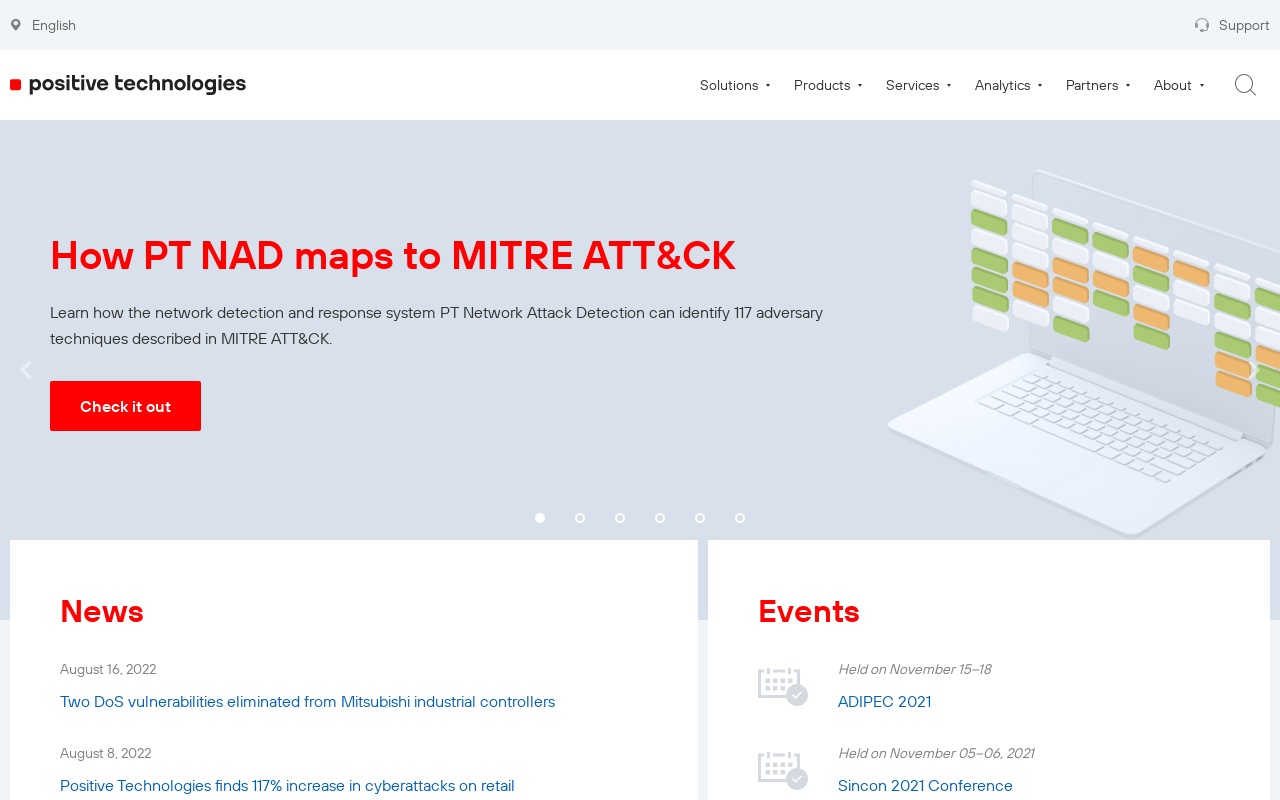 English
Support
positive technologies
Solutions
Products
Services
Analytics
Partners
About
How PT NAD maps to MITRE ATT&CK
Learn how the network detection and response system PT Network Attack Detection can identify 117 adversary
techniques described in MITRE ATT&CK.
Check it out
News
August 16, 2022
Two DoS vulnerabilities eliminated from Mitsubishi industrial controllers
August 8, 2022
Positive Technologies finds 117% increase in cyberattacks on retail
Events
Held on November 15–18
ADIPEC 2021
Held on November 05–06, 2021
Sincon 2021 Conference